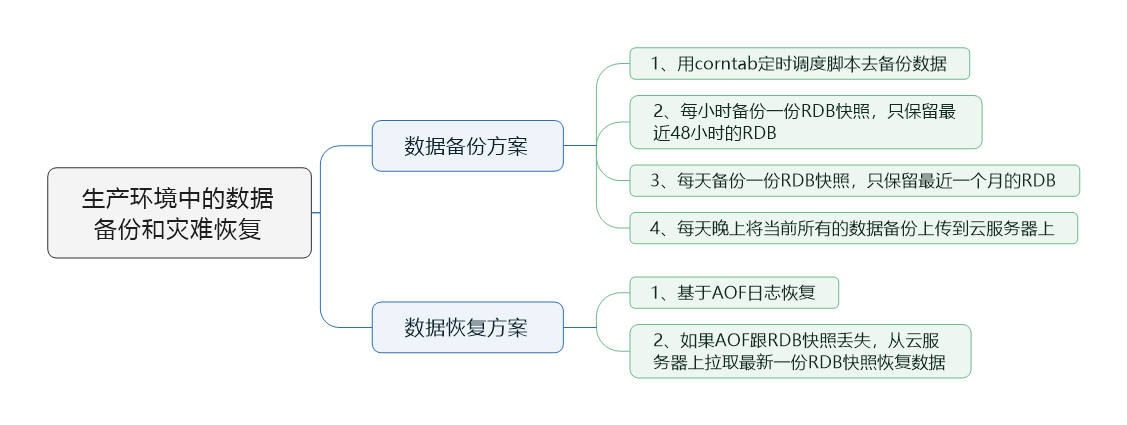 生产环境中的数据
备份和灾难恢复
数据备份方案
1、用corntab定时调度脚本去备份数据
2、每小时备份一份RDB快照，只保留最
近48小时的RDB
3、每天备份一份RDB快照，只保留最近一个月的RDB
4、每天晚上将当前所有的数据备份上传到云服务器上
数据恢复方案
1、基于AOF日志恢复
2、如果AOF跟RDB快照丢失，从云服
务器上拉取最新一份RDB快照恢复数据